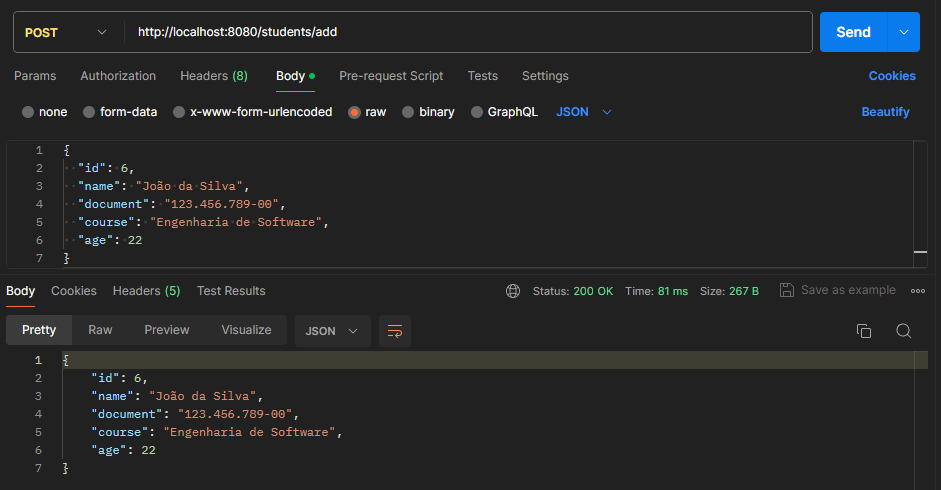 POST http://localhost:8080/students/add Send
Params Authorization Headers (8) Body Pre-request Script Tests Settings Cookies
none form-data x-www-form-urlencoded raw binary GraphQL JSON Beautify
1 {
2 "id": 6,
3 "name": "João da Silva",
4 "document": "123.456.789-00",
5 "course": "Engenharia de Software",
6 "age": 22
7 }
Body Cookies Headers (5) Test Results Status: 200 OK Time: 81 ms Size: 267 B Save as example
Pretty Raw Preview Visualize JSON
1 {
2 "id": 6,
3 "name": "João da Silva",
4 "document": "123.456.789-00",
5 "course": "Engenharia de Software",
6 "age": 22
7 }